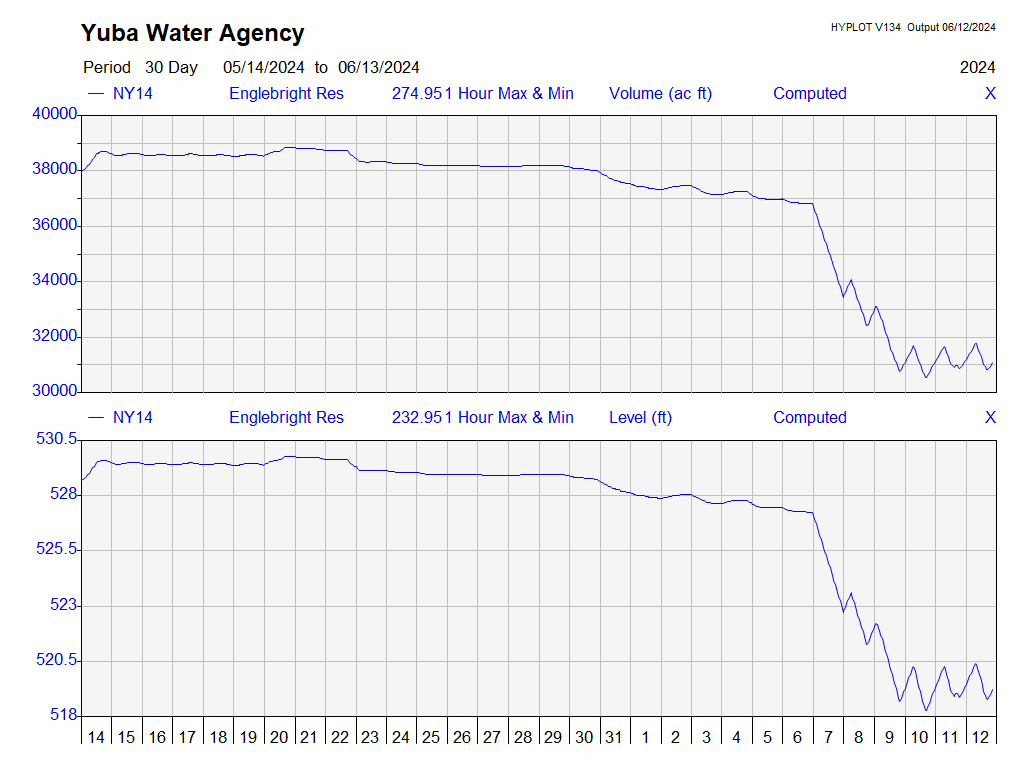 Yuba Water Agency
HYPLOT V134 Output 06/12/2024
Period 30 Day 05/14/2024 to 06/13/2024 2024
NY14 Englebright Res 274.951 Hour Max & Min Volume (ac ft) Computed X
40000
38000
36000
34000
32000
30000
NY14 Englebright Res 232.951 Hour Max & Min Level (ft) Computed X
530.5
528
525.5
523
520.5
518
14 15 16 17 18 19 20 21 22 23 24 25 26 27 28 29 30 31 1 2 3 4 5 6 7 8 9 10 11 12